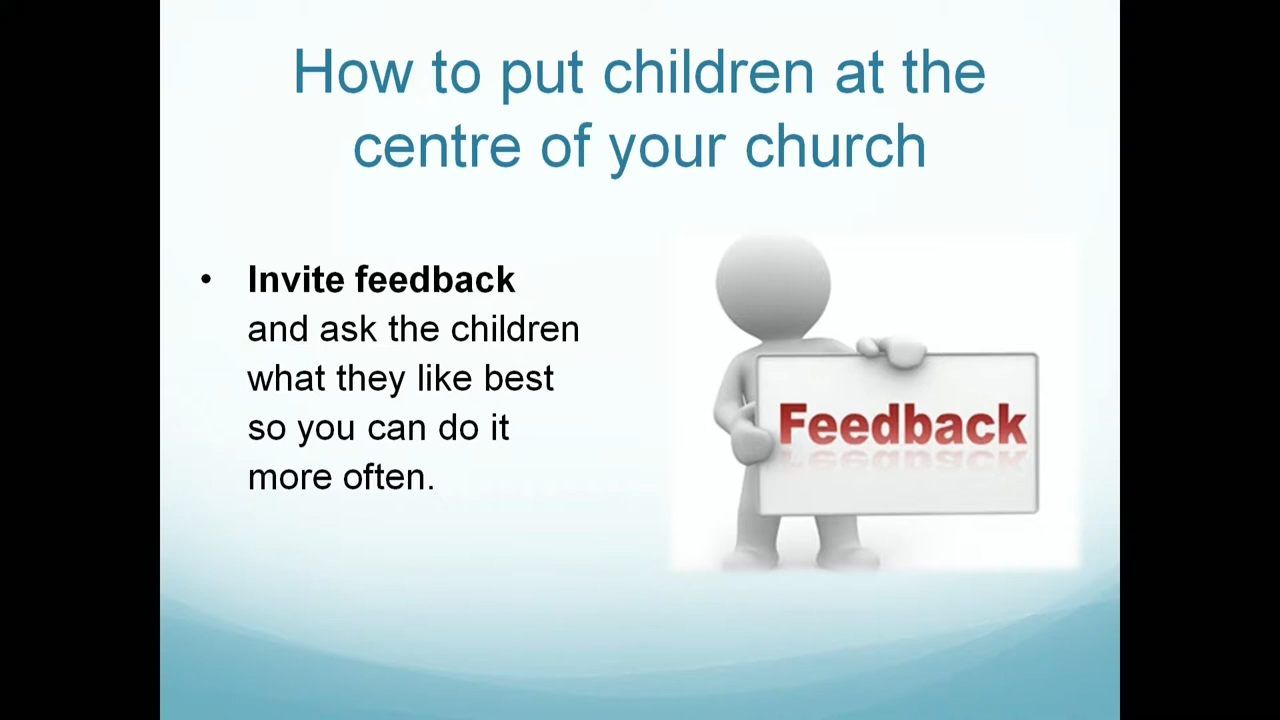 How to put children at the
centre of your church
• Invite feedback
and ask the children
what they like best
so you can do it
more often.
Feedback